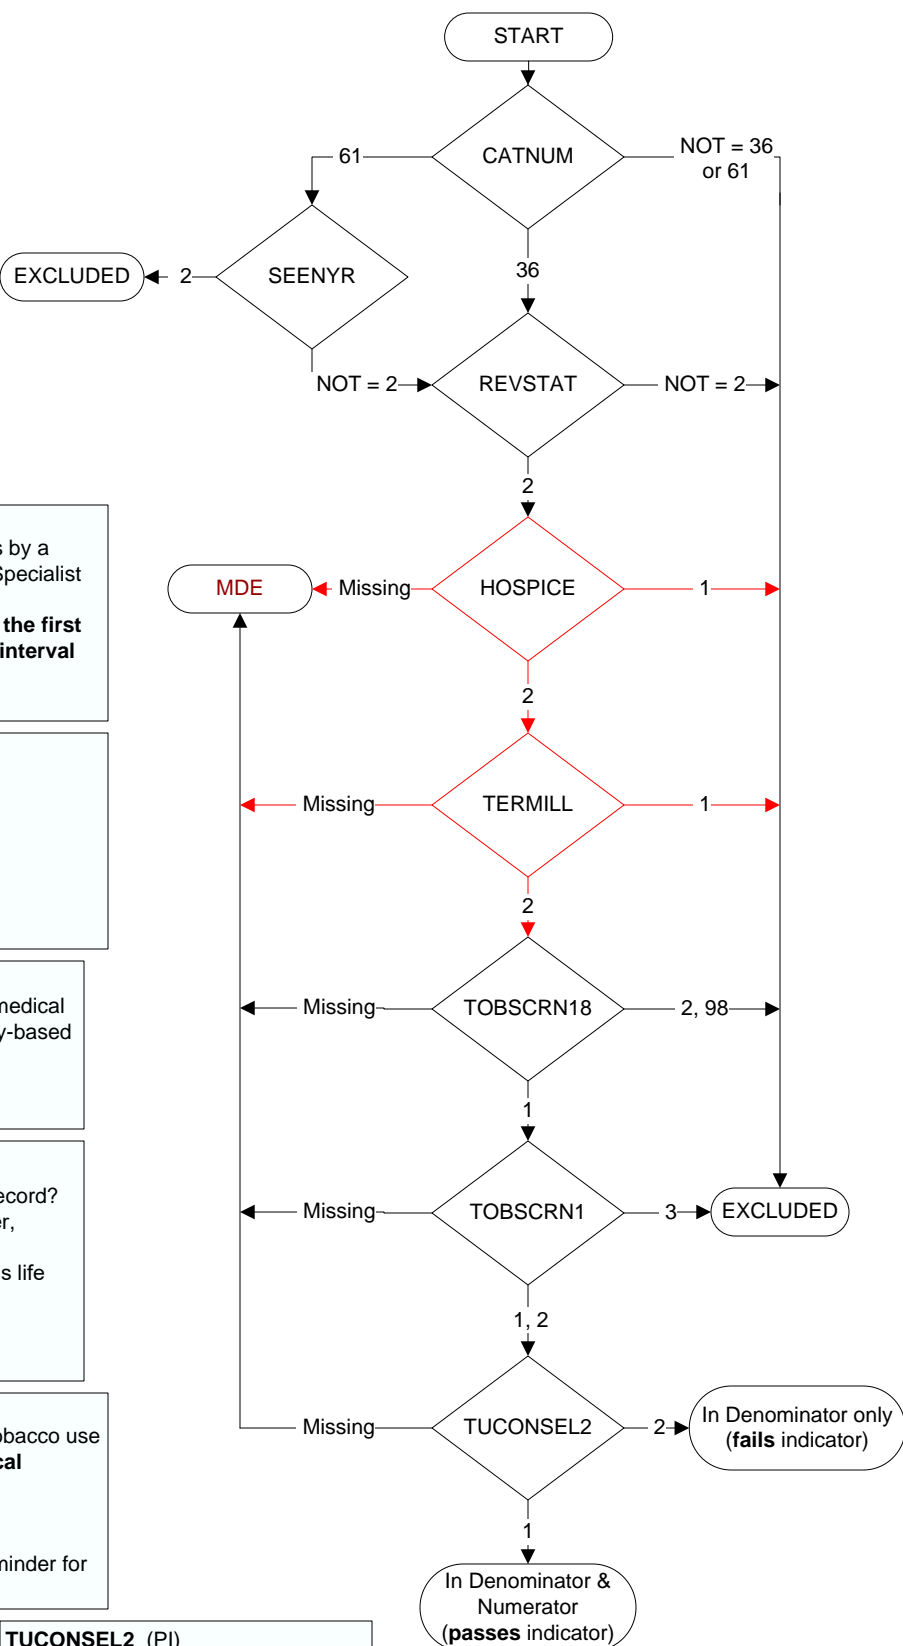 START
CATNUM
61
NOT = 36
or 61
36
EXCLUDED
2
SEENYR
NOT = 2
REVSTAT
NOT = 2
2
s by a
Specialist
the first
interval
MDE
Missing
HOSPICE
1
2
Missing
TERMILL
1
2
medical
y-based
Missing
TOBSCRN18
2, 98
1
ecord?
er,
s life
Missing
TOBSCRN1
3
EXCLUDED
1, 2
obacco use
cal
minder for
Missing
TUCONSEL2
2
In Denominator only
(fails indicator)
1
In Denominator &
Numerator
(passes indicator)
TUCONSEL2 (PI)